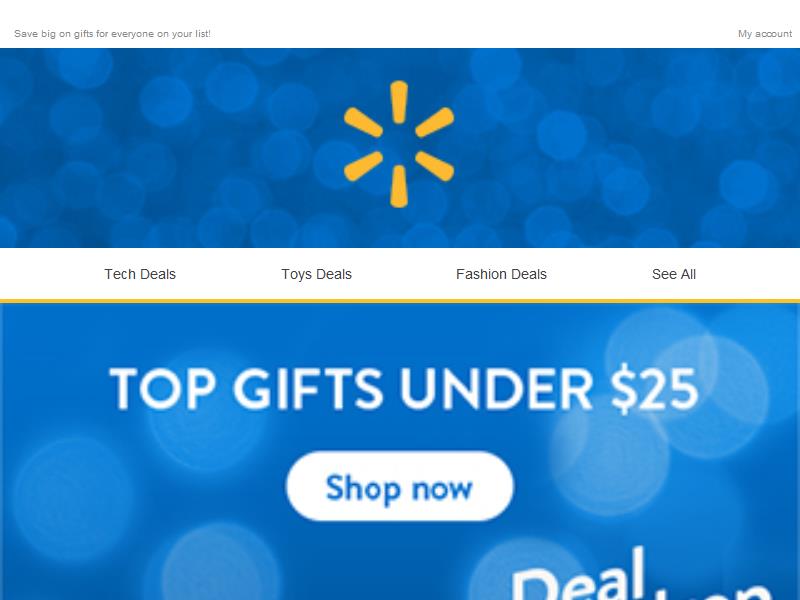 Save big on gifts for everyone on your list!
My account
Tech Deals
Toys Deals
Fashion Deals
See All
TOP GIFTS UNDER $25
Shop now
Deal